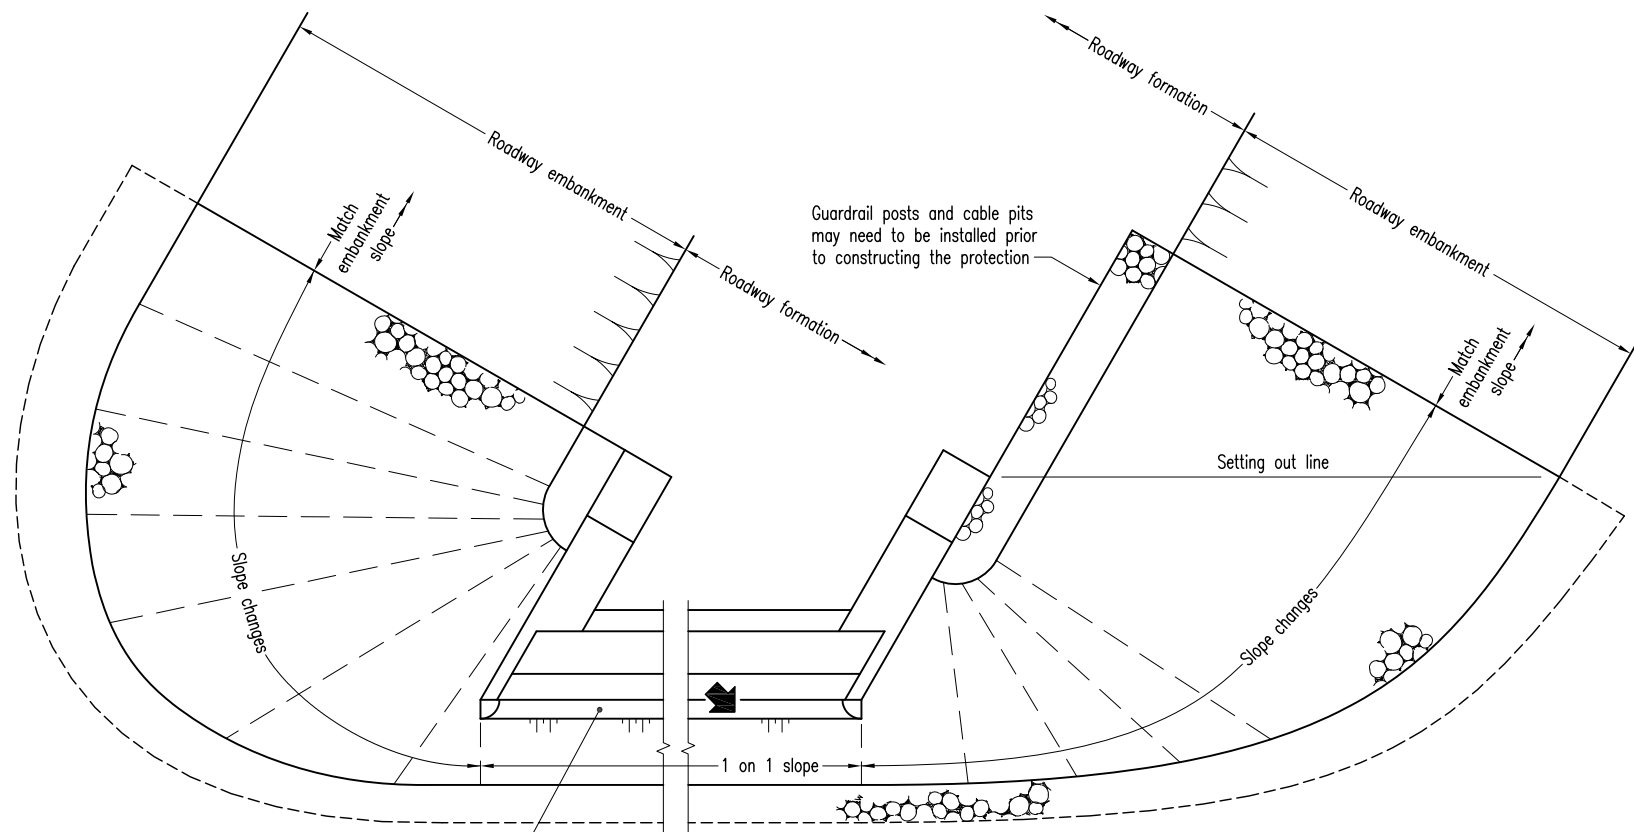 Roadway formation
Roadway embankment
Roadway embankment
Match
embankment
slope
Guardrail posts and cable pits
may need to be installed prior
to constructing the protection
Roadway formation
Match
embankment
slope
Setting out line
Slope changes
Slope changes
1 on 1 slope